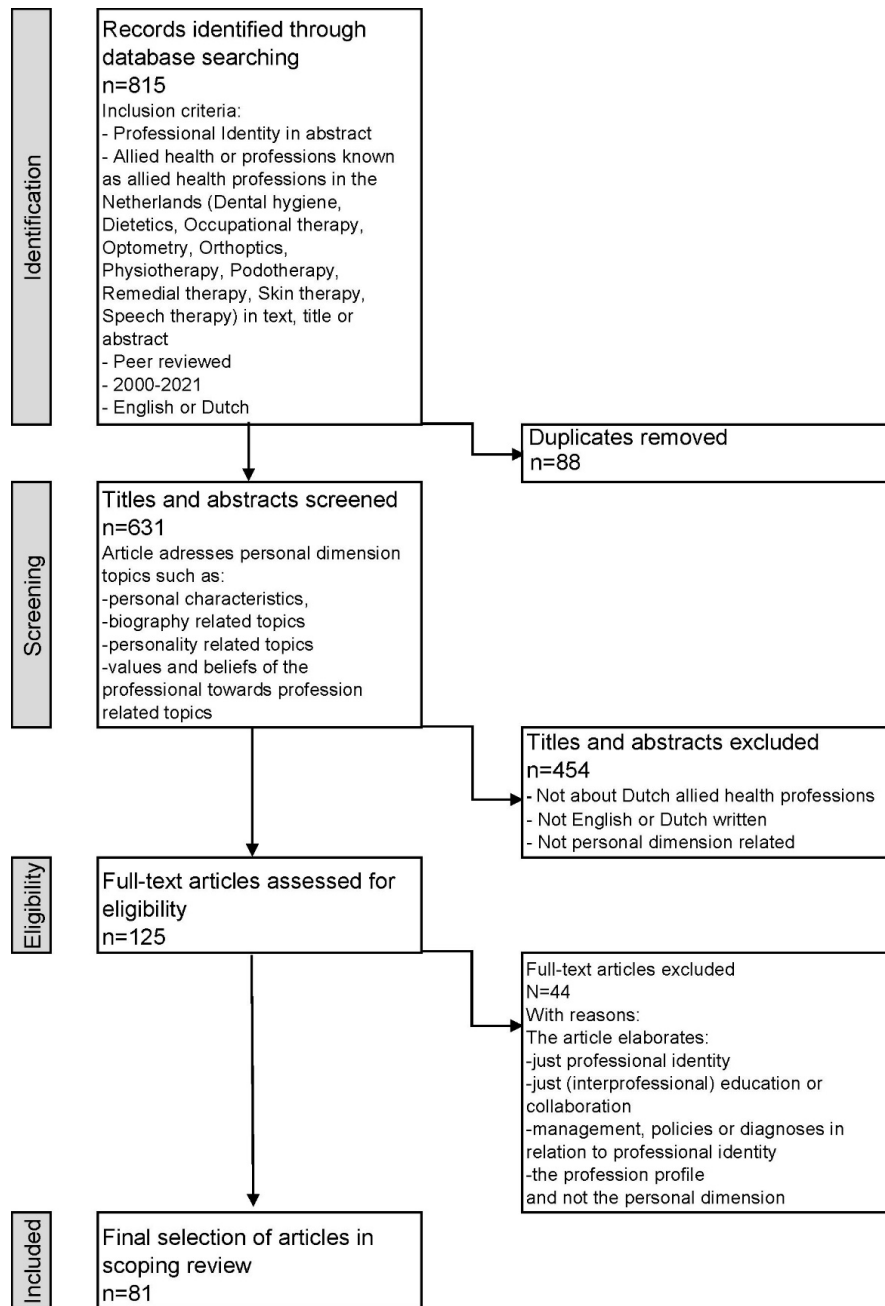 Identification
Records identified through
database searching
n=815
Inclusion criteria:
- Professional Identity in abstract
- Allied health or professions known
as allied health professions in the
Netherlands (Dental hygiene,
Dietetics, Occupational therapy,
Optometry, Orthoptics,
Physiotherapy, Podotherapy,
Remedial therapy, Skin therapy,
Speech therapy) in text, title or
abstract
- Peer reviewed
- 2000-2021
- English or Dutch
Duplicates removed
n=88
Screening
Titles and abstracts screened
n=631
Article adresses personal dimension
topics such as:
-personal characteristics,
-biography related topics
-personality related topics
-values and beliefs of the
professional towards profession
related topics
Titles and abstracts excluded
n=454
- Not about Dutch allied health professions
- Not English or Dutch written
- Not personal dimension related
Eligibility
Full-text articles assessed for
eligibility
n=125
Full-text articles excluded
N=44
With reasons:
The article elaborates:
-just professional identity
-just (interprofessional) education or
collaboration
-management, policies or diagnoses in
relation to professional identity
-the profession profile
and not the personal dimension
Included
Final selection of articles in
scoping review
n=81